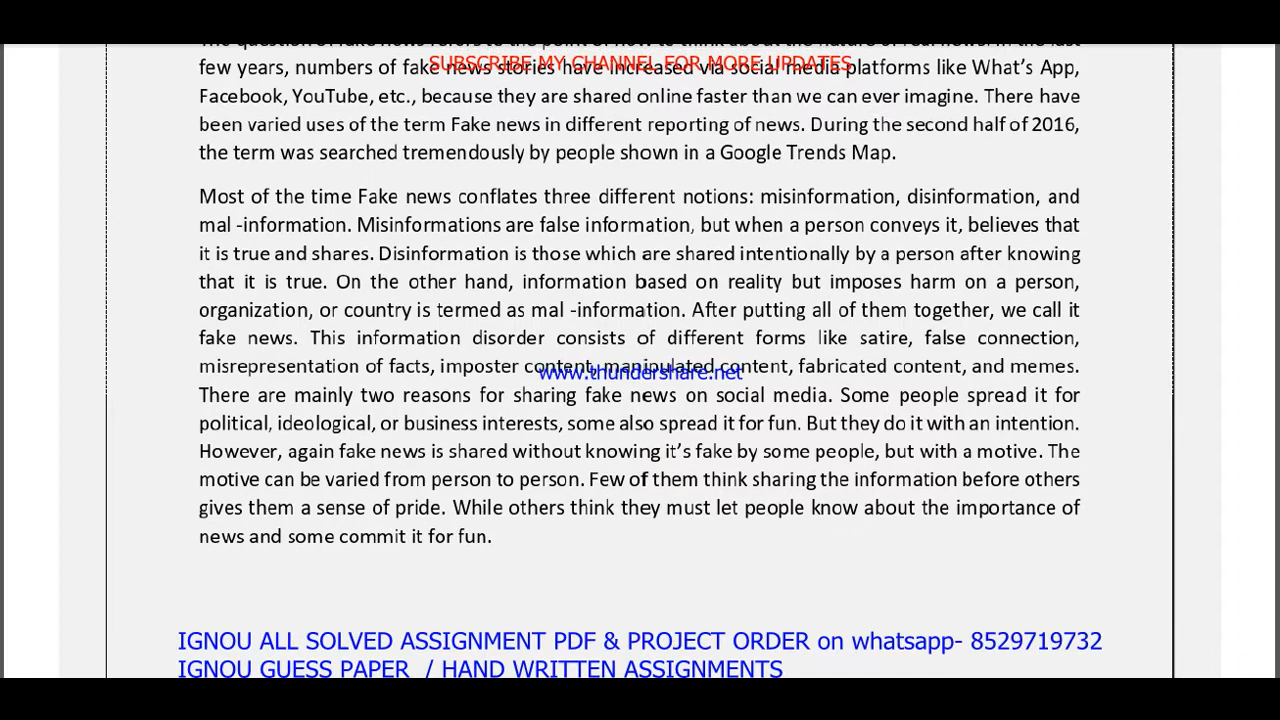 few years, numbers of fake news stories have increased via social media platforms like What's App,
SUBSCRIBE MY CHANNEL FOR MORE UPDATES
Facebook, YouTube, etc., because they are shared online faster than we can ever imagine. There have
been varied uses of the term Fake news in different reporting of news. During the second half of 2016,
the term was searched tremendously by people shown in a Google Trends Map.
Most of the time Fake news conflates three different notions: misinformation, disinformation, and
mal -information. Misinformations are false information, but when a person conveys it, believes that
it is true and shares. Disinformation is those which are shared intentionally by a person after knowing
that it is true. On the other hand, information based on reality but imposes harm on a person,
organization, or country is termed as mal -information. After putting all of them together, we call it
fake news. This information disorder consists of different forms like satire, false connection,
misrepresentation of facts, imposter content, manipulated content, fabricated content, and memes.
www.thundershare.net
There are mainly two reasons for sharing fake news on social media. Some people spread it for
political, ideological, or business interests, some also spread it for fun. But they do it with an intention.
However, again fake news is shared without knowing it's fake by some people, but with a motive. The
motive can be varied from person to person. Few of them think sharing the information before others
gives them a sense of pride. While others think they must let people know about the importance of
news and some commit it for fun.
IGNOU ALL SOLVED ASSIGNMENT PDF & PROJECT ORDER on whatsapp- 8529719732
IGNOU GUESS PAPER / HAND WRITTEN ASSIGNMENTS